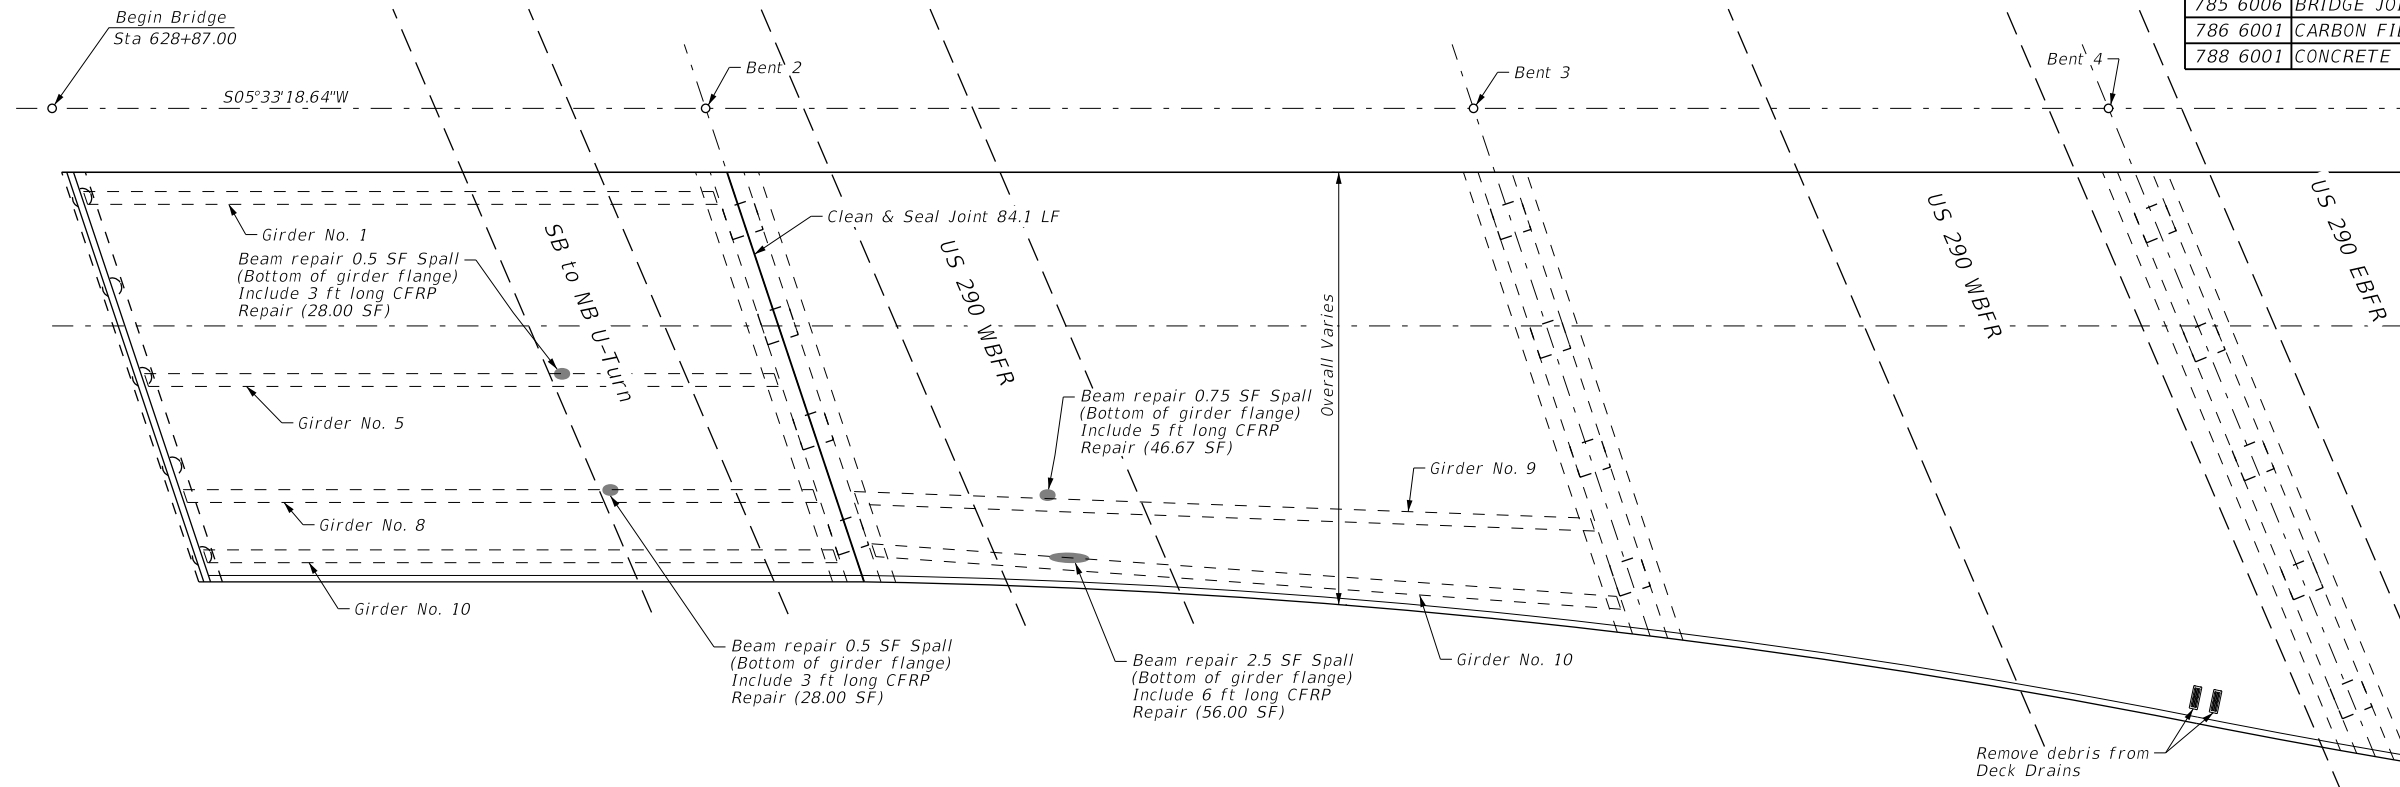 Begin Bridge
Sta 628+87.00
S05°33'18.64"W
Bent 2
Bent 3
Bent 4
785 6006 BRIDGE
786 6001 CARBON
788 6001 CONCRETE
Girder No. 1
Beam repair 0.5 SF Spall
(Bottom of girder flange)
Include 3 ft long CFRP
Repair (28.00 SF)
SB to NB U-Turn
Clean & Seal Joint 84.1 LF
US 290 WBFR
Overall Varies
US 290 WBFR
US 290 EBFR
Girder No. 5
Beam repair 0.75 SF Spall
(Bottom of girder flange)
Include 5 ft long CFRP
Repair (46.67 SF)
Girder No. 9
Girder No. 8
Girder No. 10
Beam repair 0.5 SF Spall
(Bottom of girder flange)
Include 3 ft long CFRP
Repair (28.00 SF)
Beam repair 2.5 SF Spall
(Bottom of girder flange)
Include 6 ft long CFRP
Repair (56.00 SF)
Girder No. 10
Remove debris from
Deck Drains